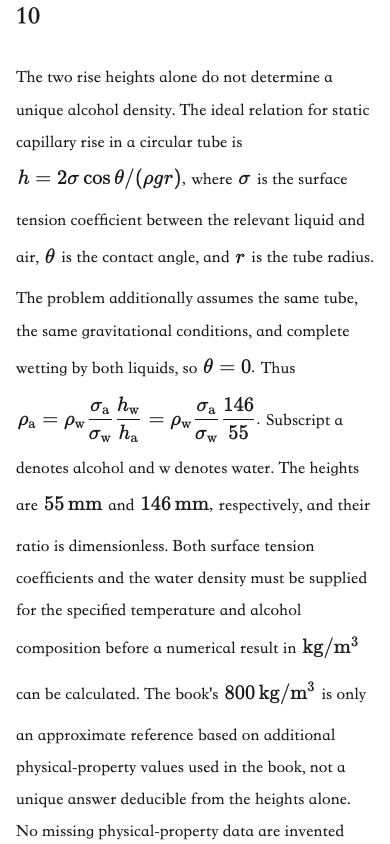 10
The two rise heights alone do not determine a
unique alcohol density. The ideal relation for static
capillary rise in a circular tube is
h = 2σ cos θ/(ρgr), where σ is the surface
tension coefficient between the relevant liquid and
air, θ is the contact angle, and r is the tube radius.
The problem additionally assumes the same tube,
the same gravitational conditions, and complete
wetting by both liquids, so θ = 0. Thus
ρₐ = ρ_w (σₐ/σ_w) (h_w/hₐ) = ρ_w (σₐ/σ_w) (146/55). Subscript a
denotes alcohol and w denotes water. The heights
are 55 mm and 146 mm, respectively, and their
ratio is dimensionless. Both surface tension
coefficients and the water density must be supplied
for the specified temperature and alcohol
composition before a numerical result in kg/m³
can be calculated. The book's 800 kg/m³ is only
an approximate reference based on additional
physical-property values used in the book, not a
unique answer deducible from the heights alone.
No missing physical-property data are invented